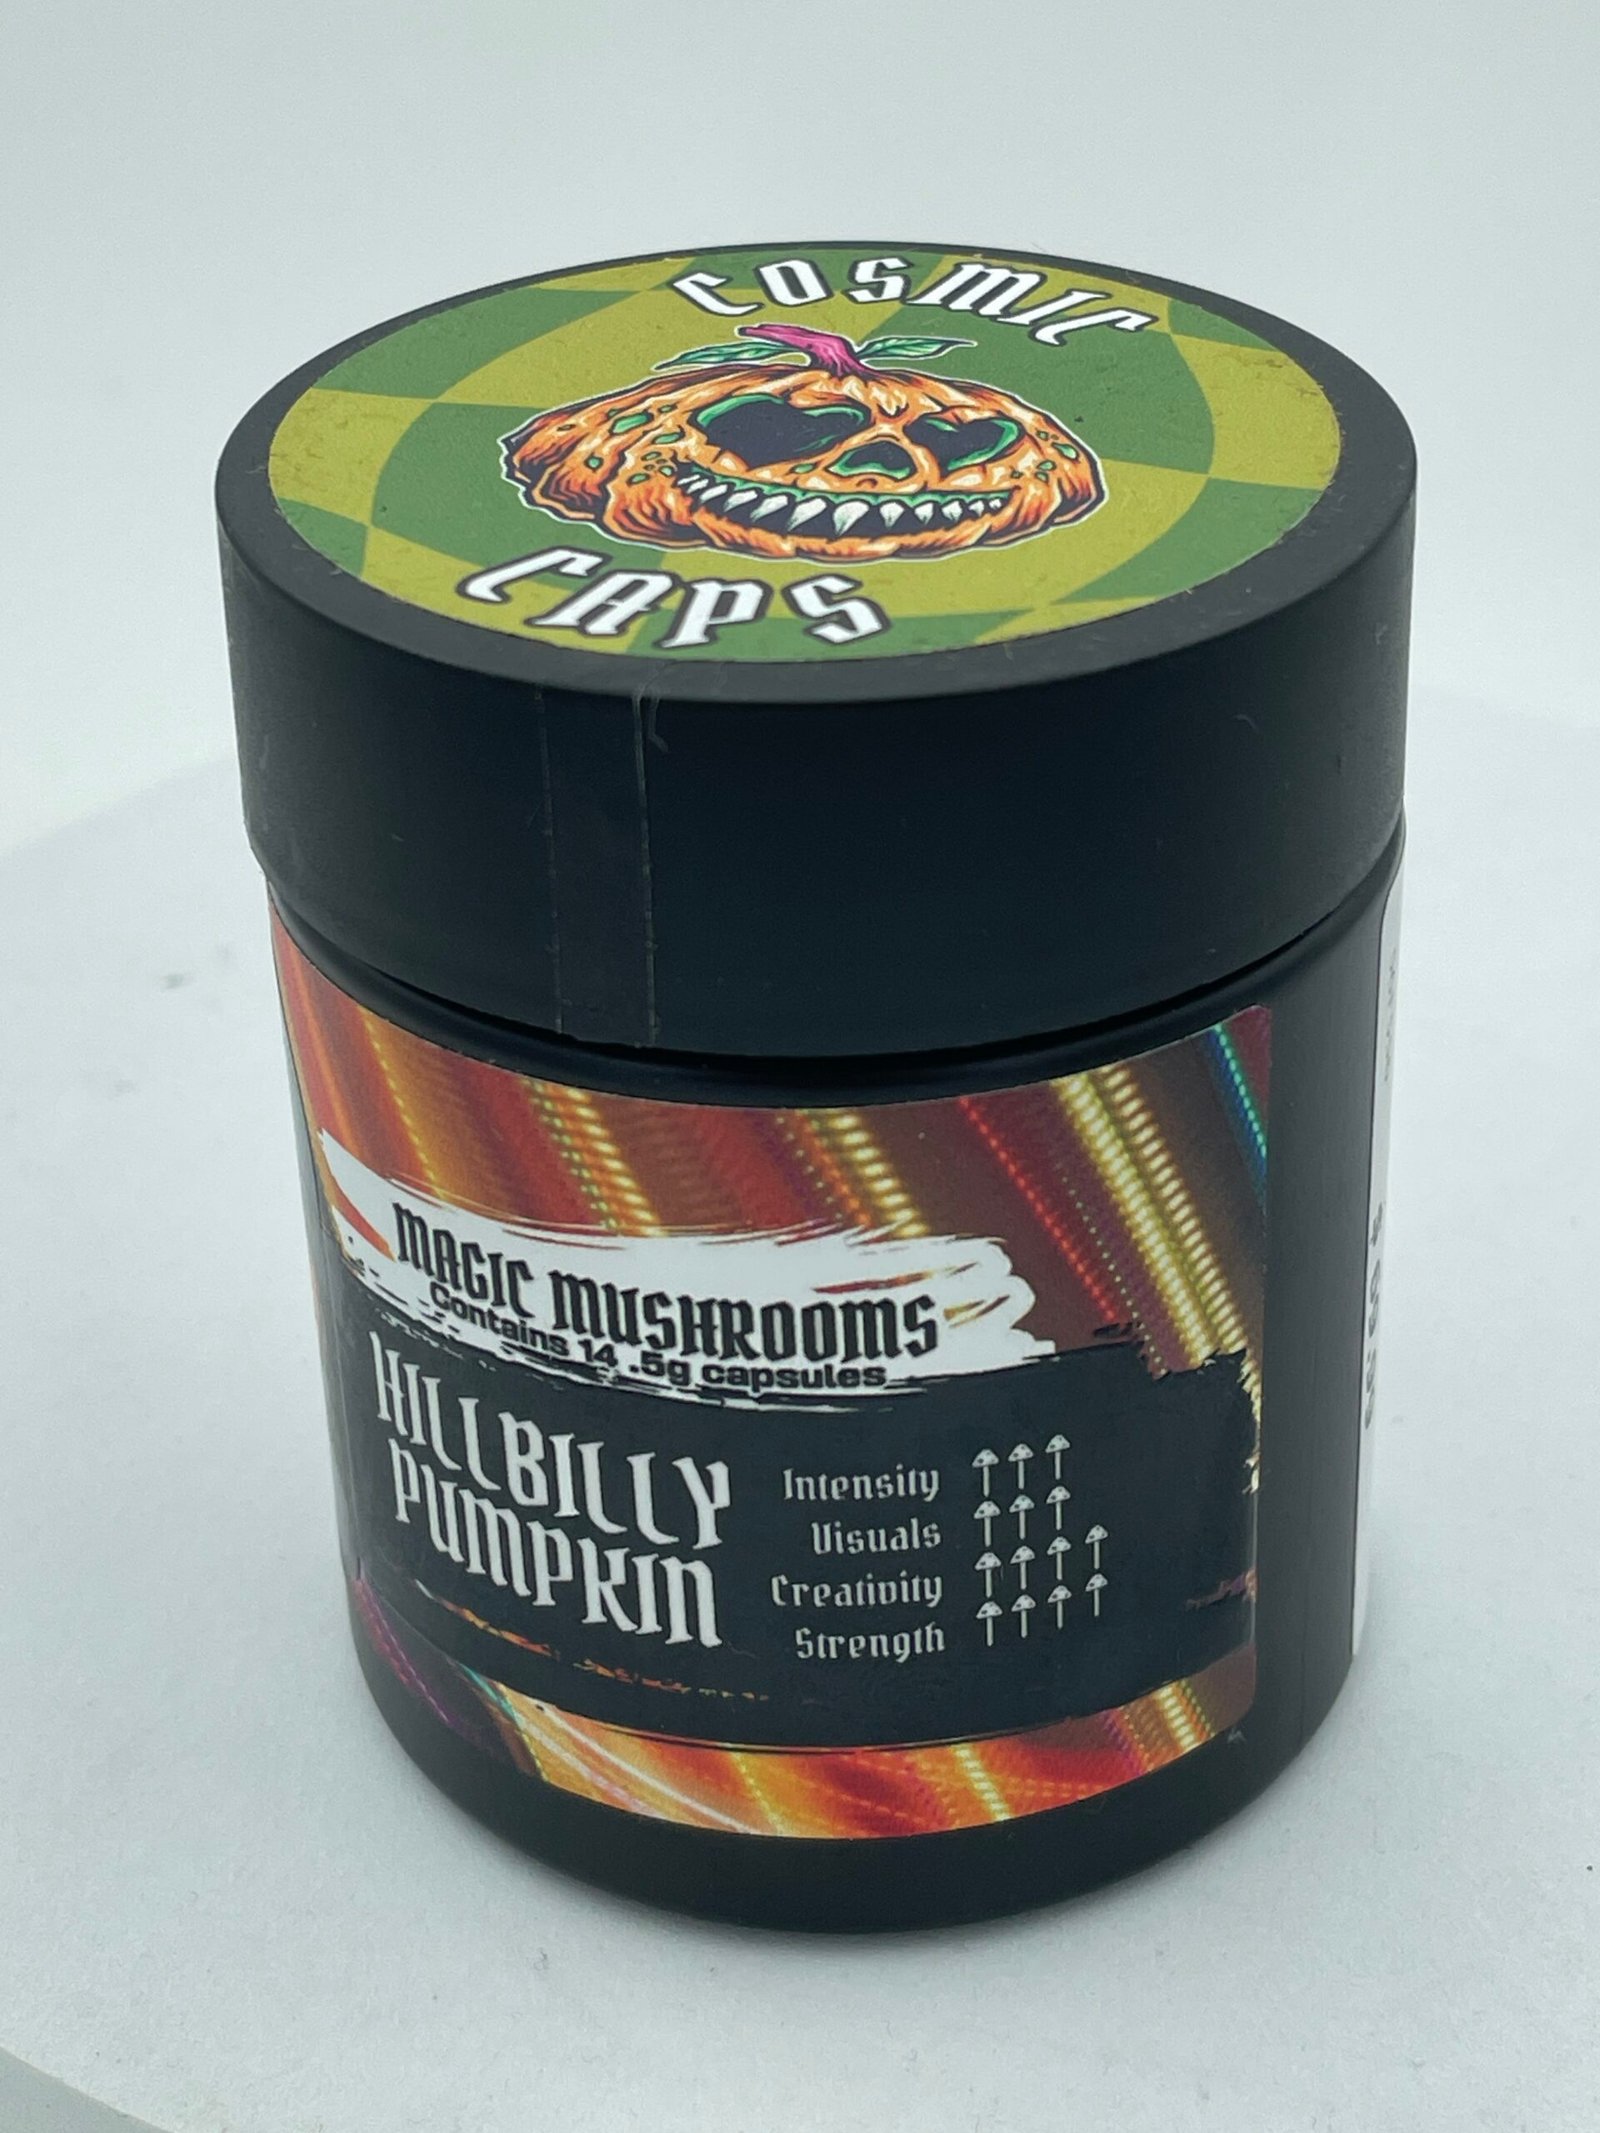 COSMIC
CAPS
MAGIC MUSHROOMS
Contains 14 .5g capsules
HILLBILLY
PUMPKIN
Intensity
Visuals
Creativity
Strength